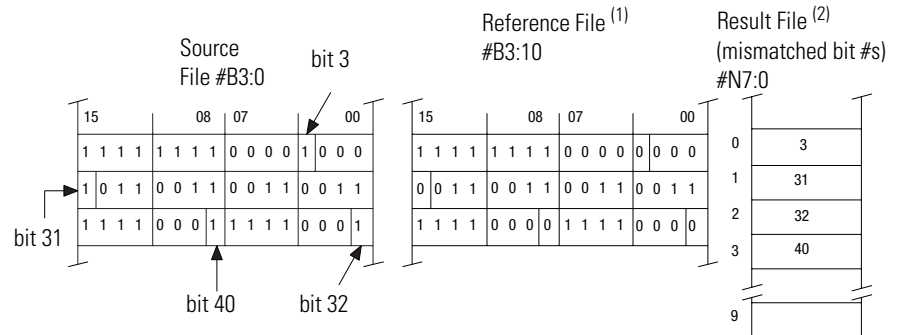 Source
File #B3:0
bit 3
Reference File (1)
#B3:10
Result File (2)
(mismatched bit #s)
#N7:0
15 08 07 00
1 1 1 1 1 1 1 1 0 0 0 0 1 0 0 0
1 0 1 1 0 0 1 1 0 0 1 1 0 0 1 1
1 1 1 1 0 0 0 1 1 1 1 1 0 0 0 1
bit 31
bit 40
bit 32
15 08 07 00
1 1 1 1 1 1 1 1 0 0 0 0 0 0 0 0
0 0 1 1 0 0 1 1 0 0 1 1 0 0 1 1
1 1 1 1 0 0 0 0 1 1 1 1 0 0 0 0
0 3
1 31
2 32
3 40
9